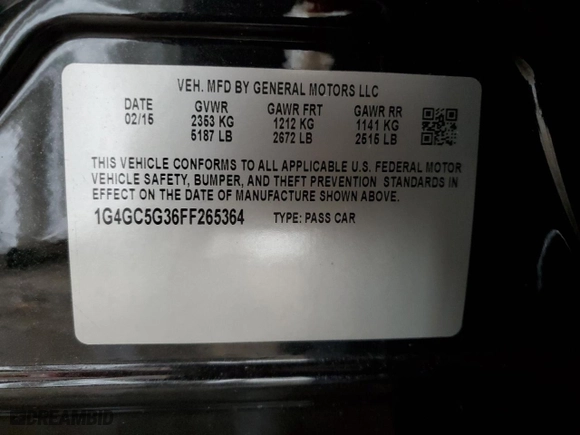 VEH. MFD BY GENERAL MOTORS LLC
DATE GVWR GAWR FRT GAWR RR
02/15 2353 KG 1212 KG 1141 KG
5187 LB 2672 LB 2515 LB
THIS VEHICLE CONFORMS TO ALL APPLICABLE U.S. FEDERAL MOTOR
VEHICLE SAFETY, BUMPER, AND THEFT PREVENTION STANDARDS IN
EFFECT ON THE DATE OF MANUFACTURE SHOWN ABOVE.
1G4GC5G36FF265364 TYPE: PASS CAR
DREAMBID